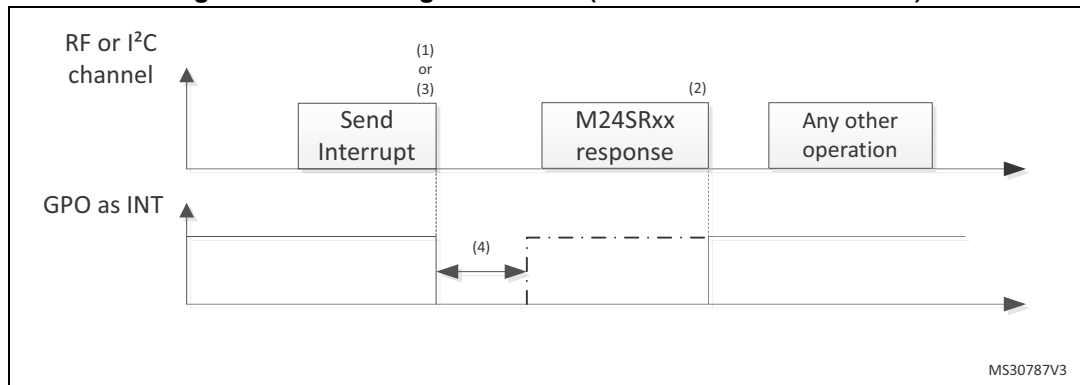 RF or I²C
channel
(1)
or
(3)
(2)
Send
Interrupt
M24SRxx
response
Any other
operation
GPO as INT
(4)
MS30787V3